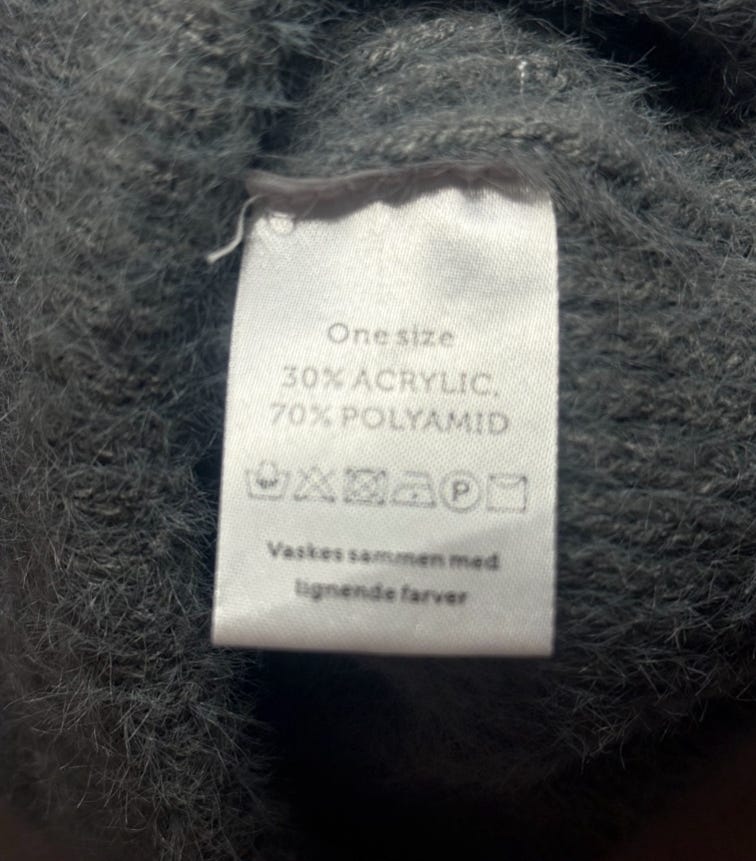 One size
30% ACRYLIC,
70% POLYAMID
P
Vaskes sammen med
lignende farver